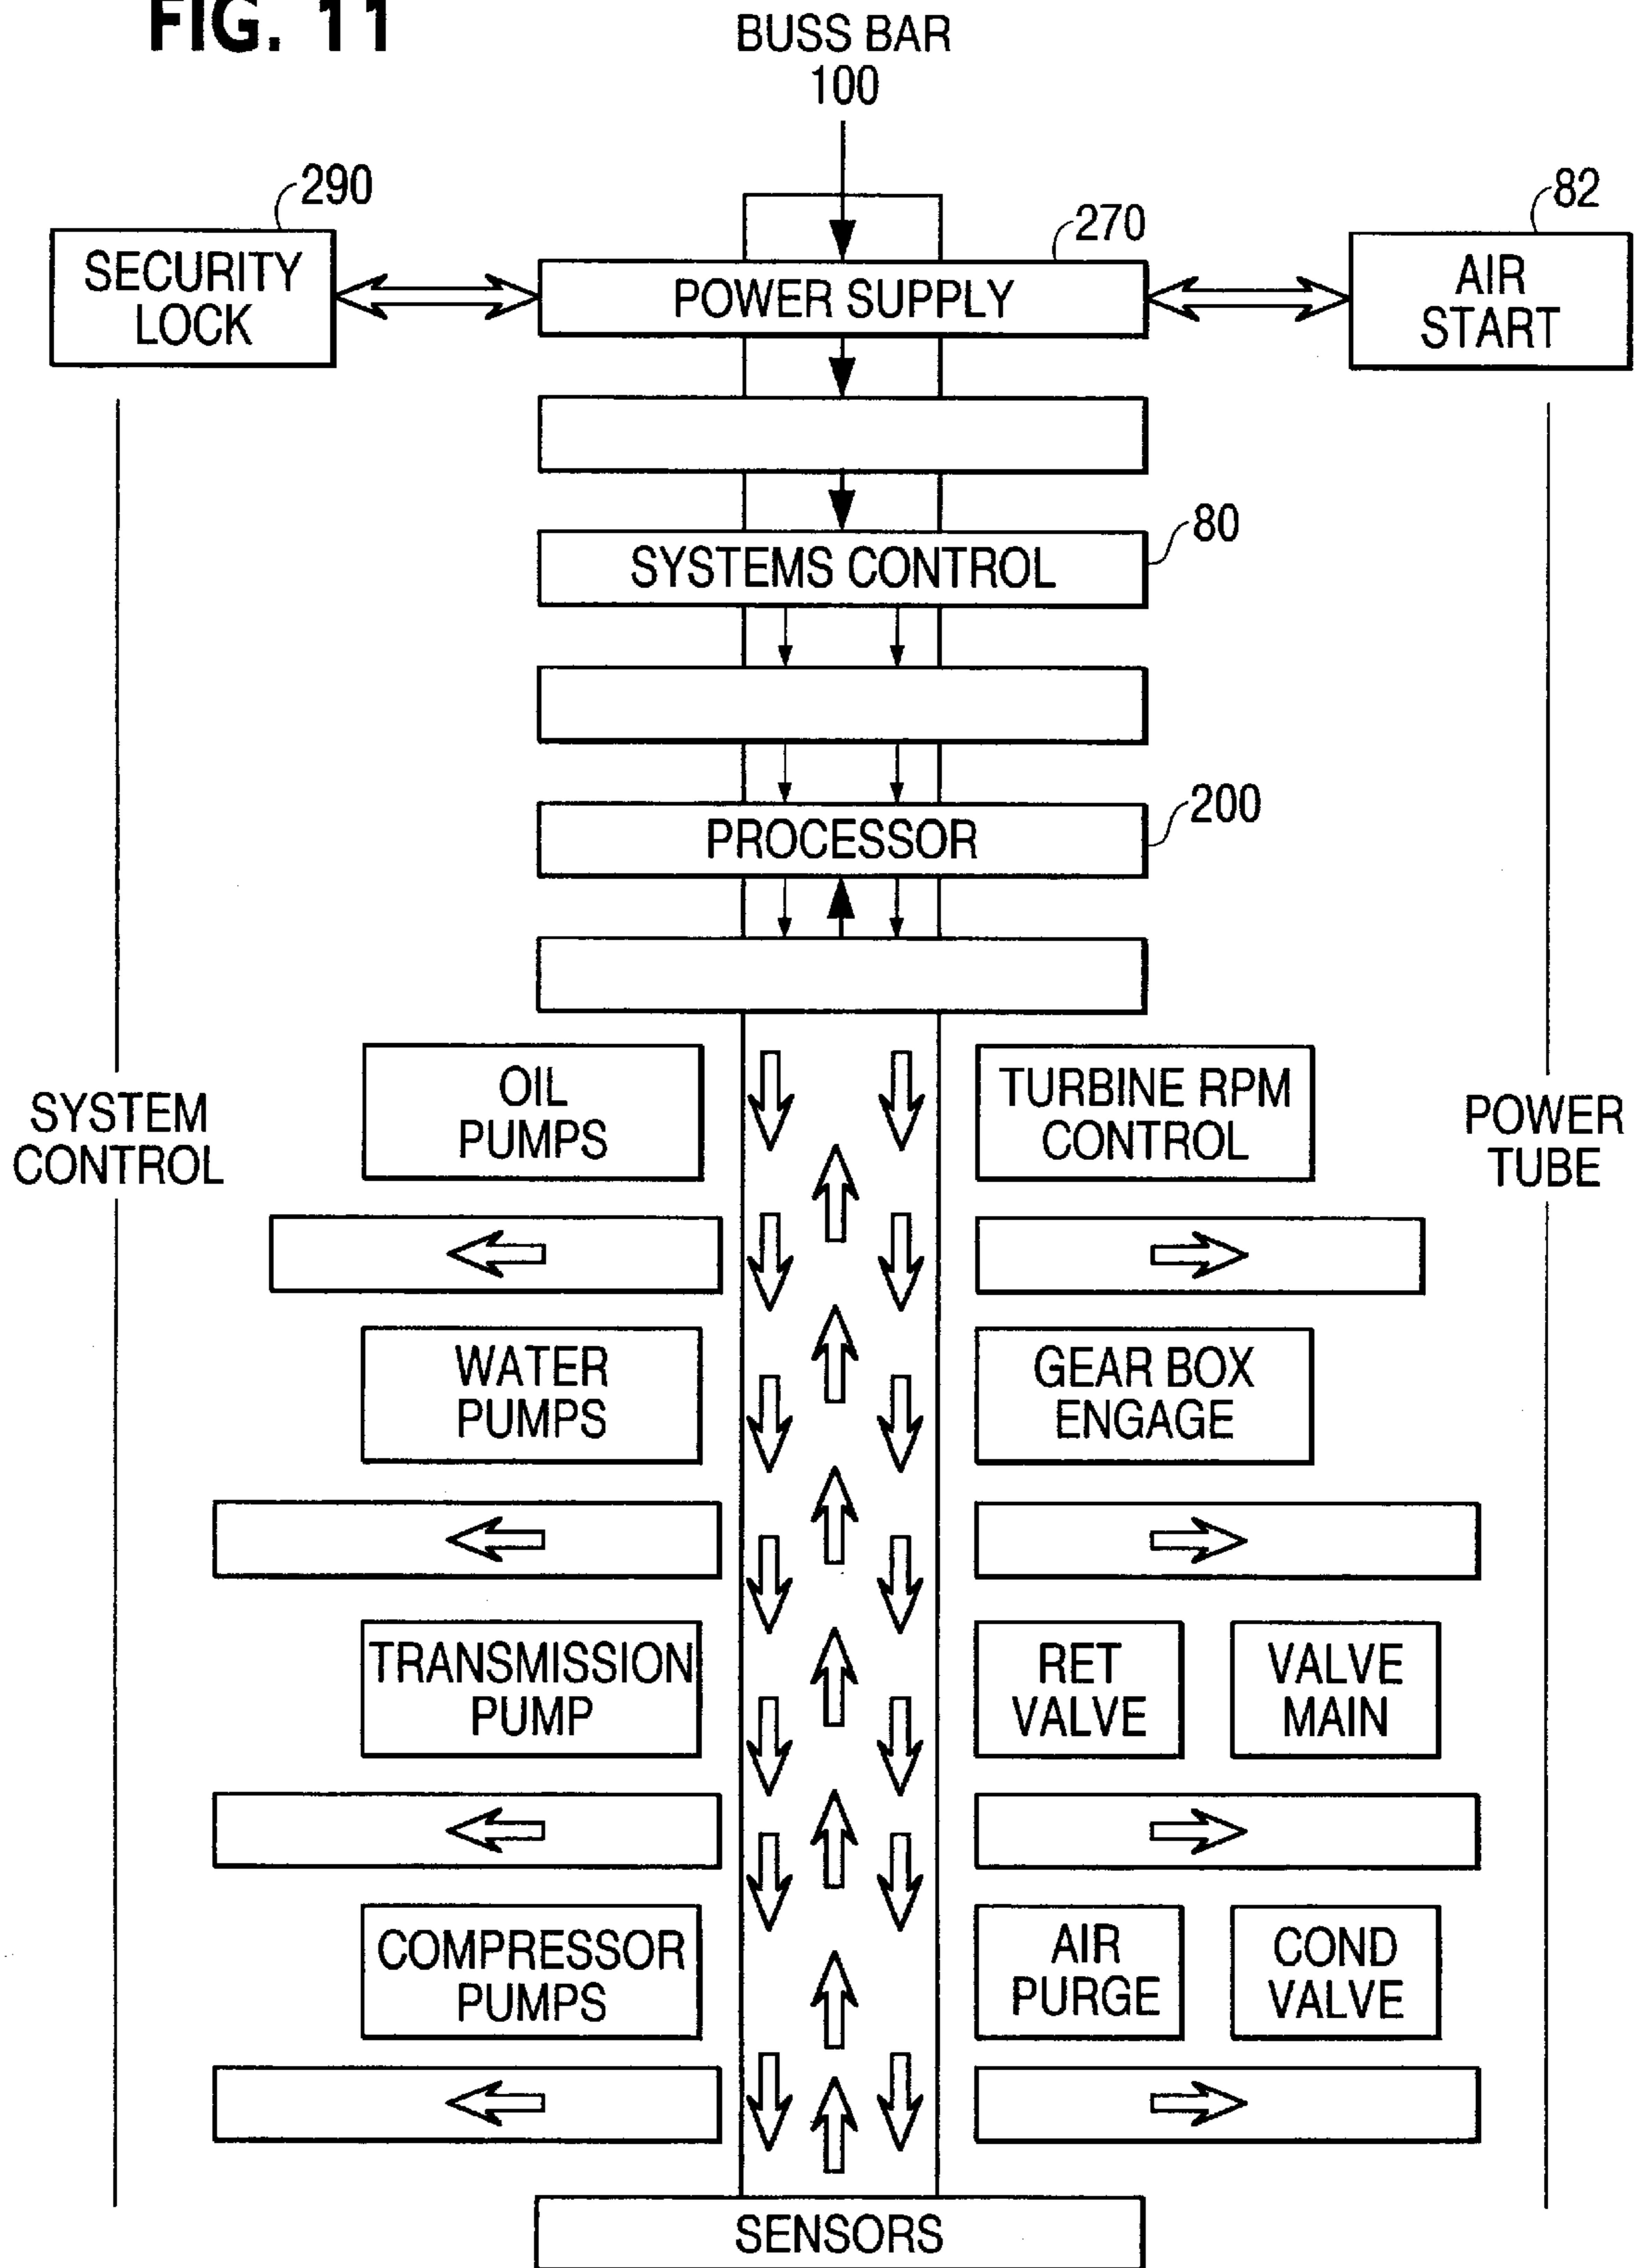 FIG. 11
BUSS BAR
100
290
270
82
SECURITY
LOCK
POWER SUPPLY
AIR
START
80
SYSTEMS CONTROL
200
PROCESSOR
OIL
PUMPS
TURBINE RPM
CONTROL
SYSTEM
CONTROL
POWER
TUBE
WATER
PUMPS
GEAR BOX
ENGAGE
TRANSMISSION
PUMP
RET
VALVE
VALVE
MAIN
COMPRESSOR
PUMPS
AIR
PURGE
COND
VALVE
SENSORS